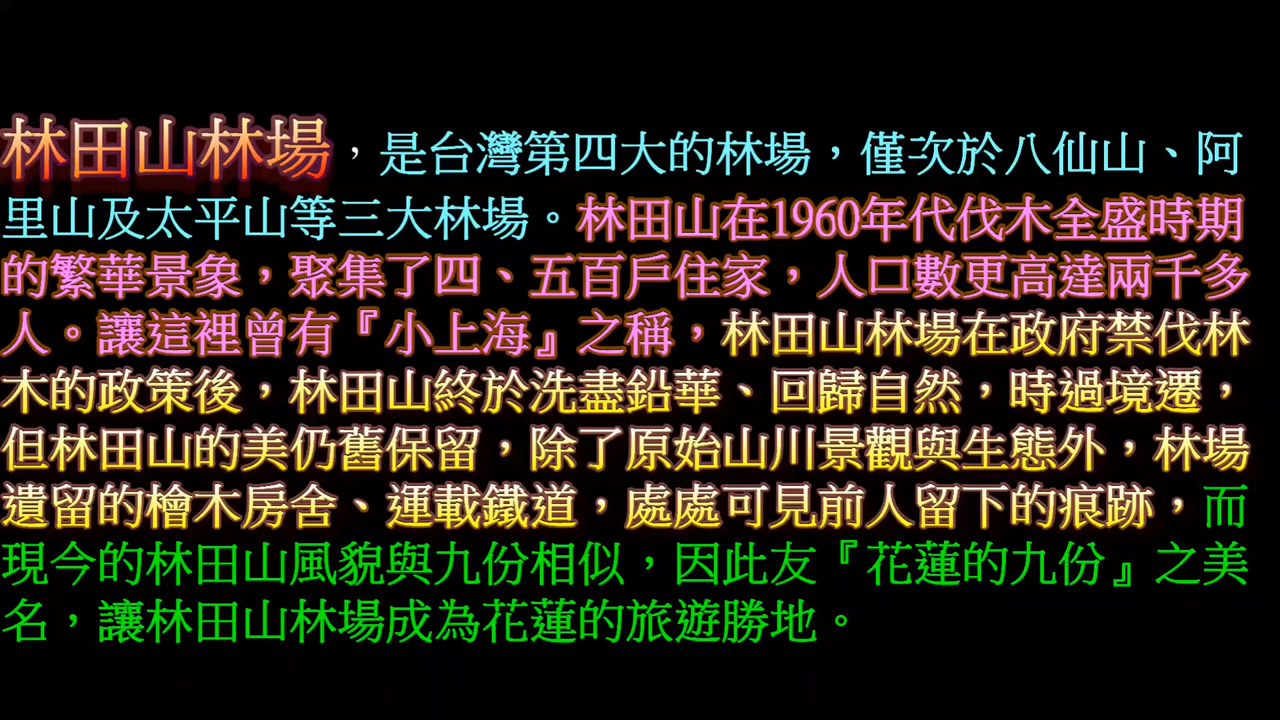 林田山林場，是台灣第四大的林場，僅次於八仙山、阿
里山及太平山等三大林場。林田山在1960年代伐木全盛時期
的繁華景象，聚集了四、五百戶住家，人口數更高達兩千多
人。讓這裡曾有『小上海』之稱，林田山林場在政府禁伐林
木的政策後，林田山終於洗盡鉛華、回歸自然，時過境遷，
但林田山的美仍舊保留，除了原始山川景觀與生態外，林場
遺留的檜木房舍、運載鐵道，處處可見前人留下的痕跡，而
現今的林田山風貌與九份相似，因此友『花蓮的九份』之美
名，讓林田山林場成為花蓮的旅遊勝地。